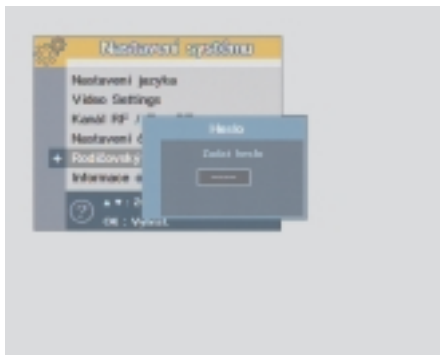 Nastavení systému
Nastavení jazyka
Video Settings
Kanál RF /
Nastavení
Rodičovský
Informace o
Heslo
Zadat heslo
----
OK : Vybrat